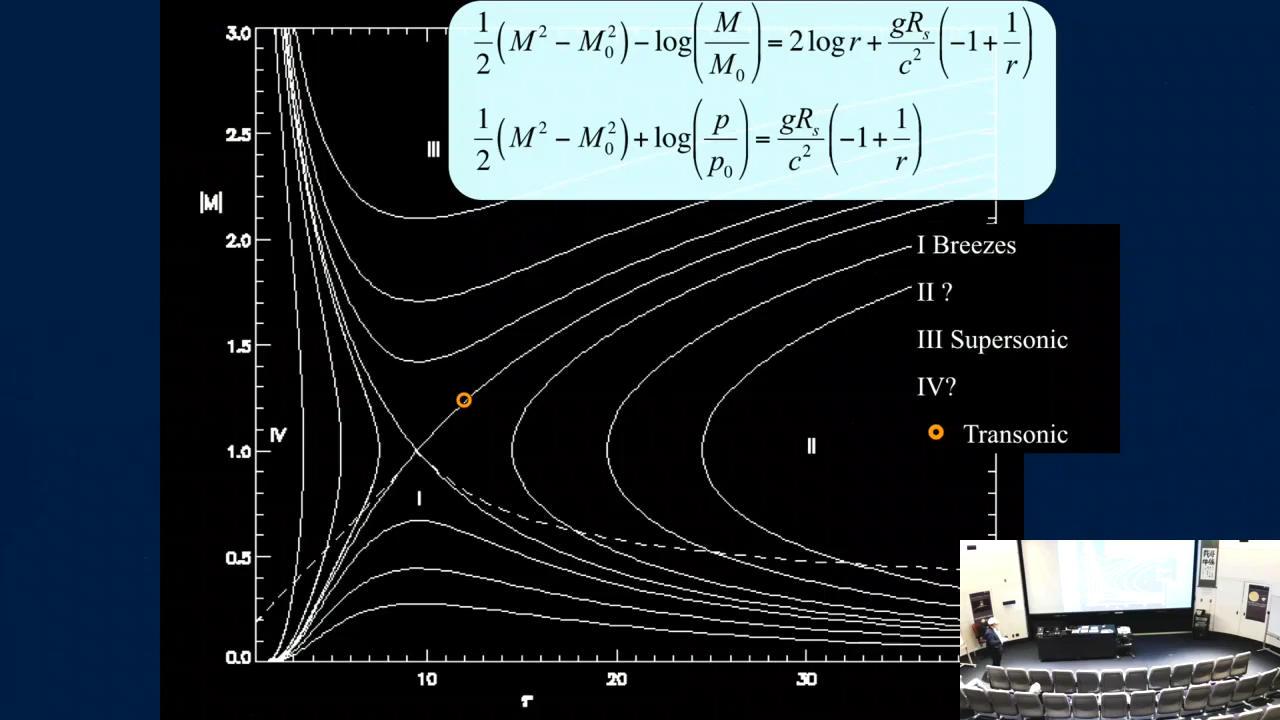 ½(M² − M₀²) − log(M/M₀) = 2 log r + gRₛ/c² (−1 + 1/r)
½(M² − M₀²) + log(p/p₀) = gRₛ/c² (−1 + 1/r)
3.0
2.5
III
|M|
2.0
I Breezes
II ?
III Supersonic
1.5
IV?
IV
Transonic
1.0
II
I
0.5
0.0
10
20
30
r